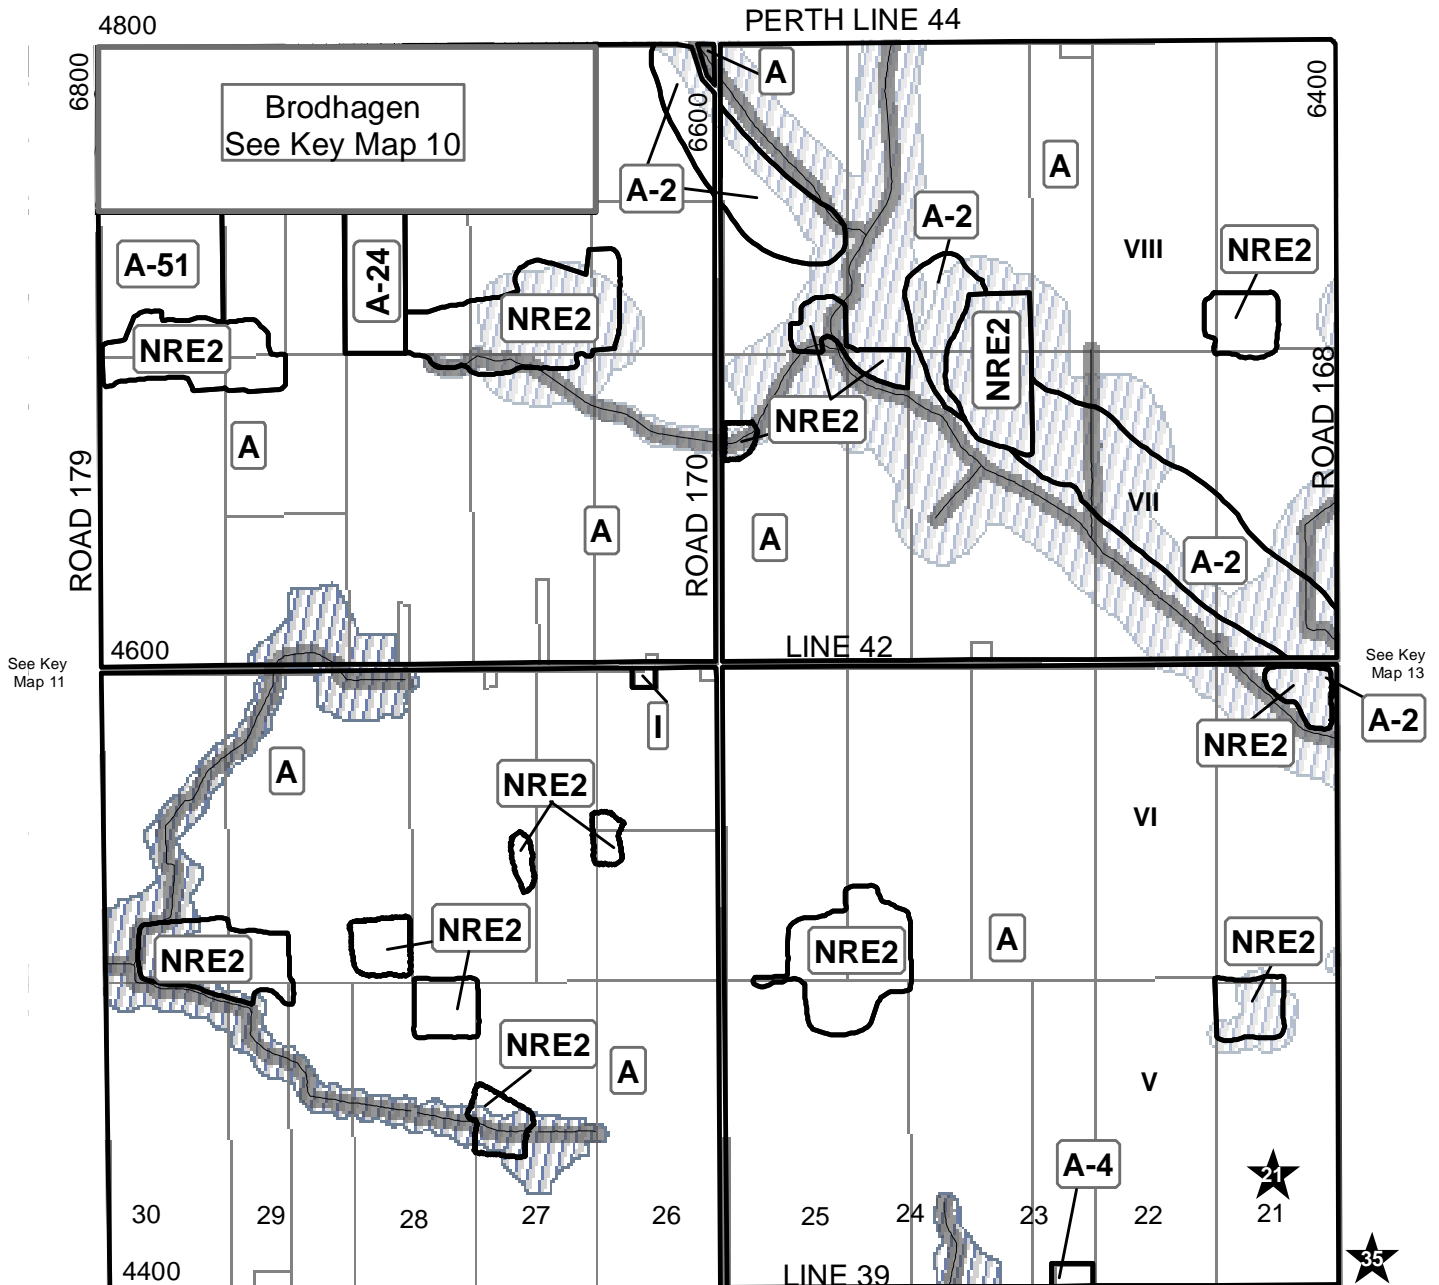 4800
PERTH LINE 44
6800
Brodhagen
See Key Map 10
6600
A
6400
A
A-2
A-2
A-51
A-24
VIII
NRE2
NRE2
NRE2
NRE2
NRE2
A
ROAD 179
ROAD 170
ROAD 168
A
A
VII
A-2
4600
LINE 42
See Key
Map 11
See Key
Map 13
I
NRE2
A-2
A
NRE2
VI
NRE2
NRE2
NRE2
A
NRE2
NRE2
A
V
A-4
21
30
29
28
27
26
25
24
23
22
21
4400
LINE 39
35